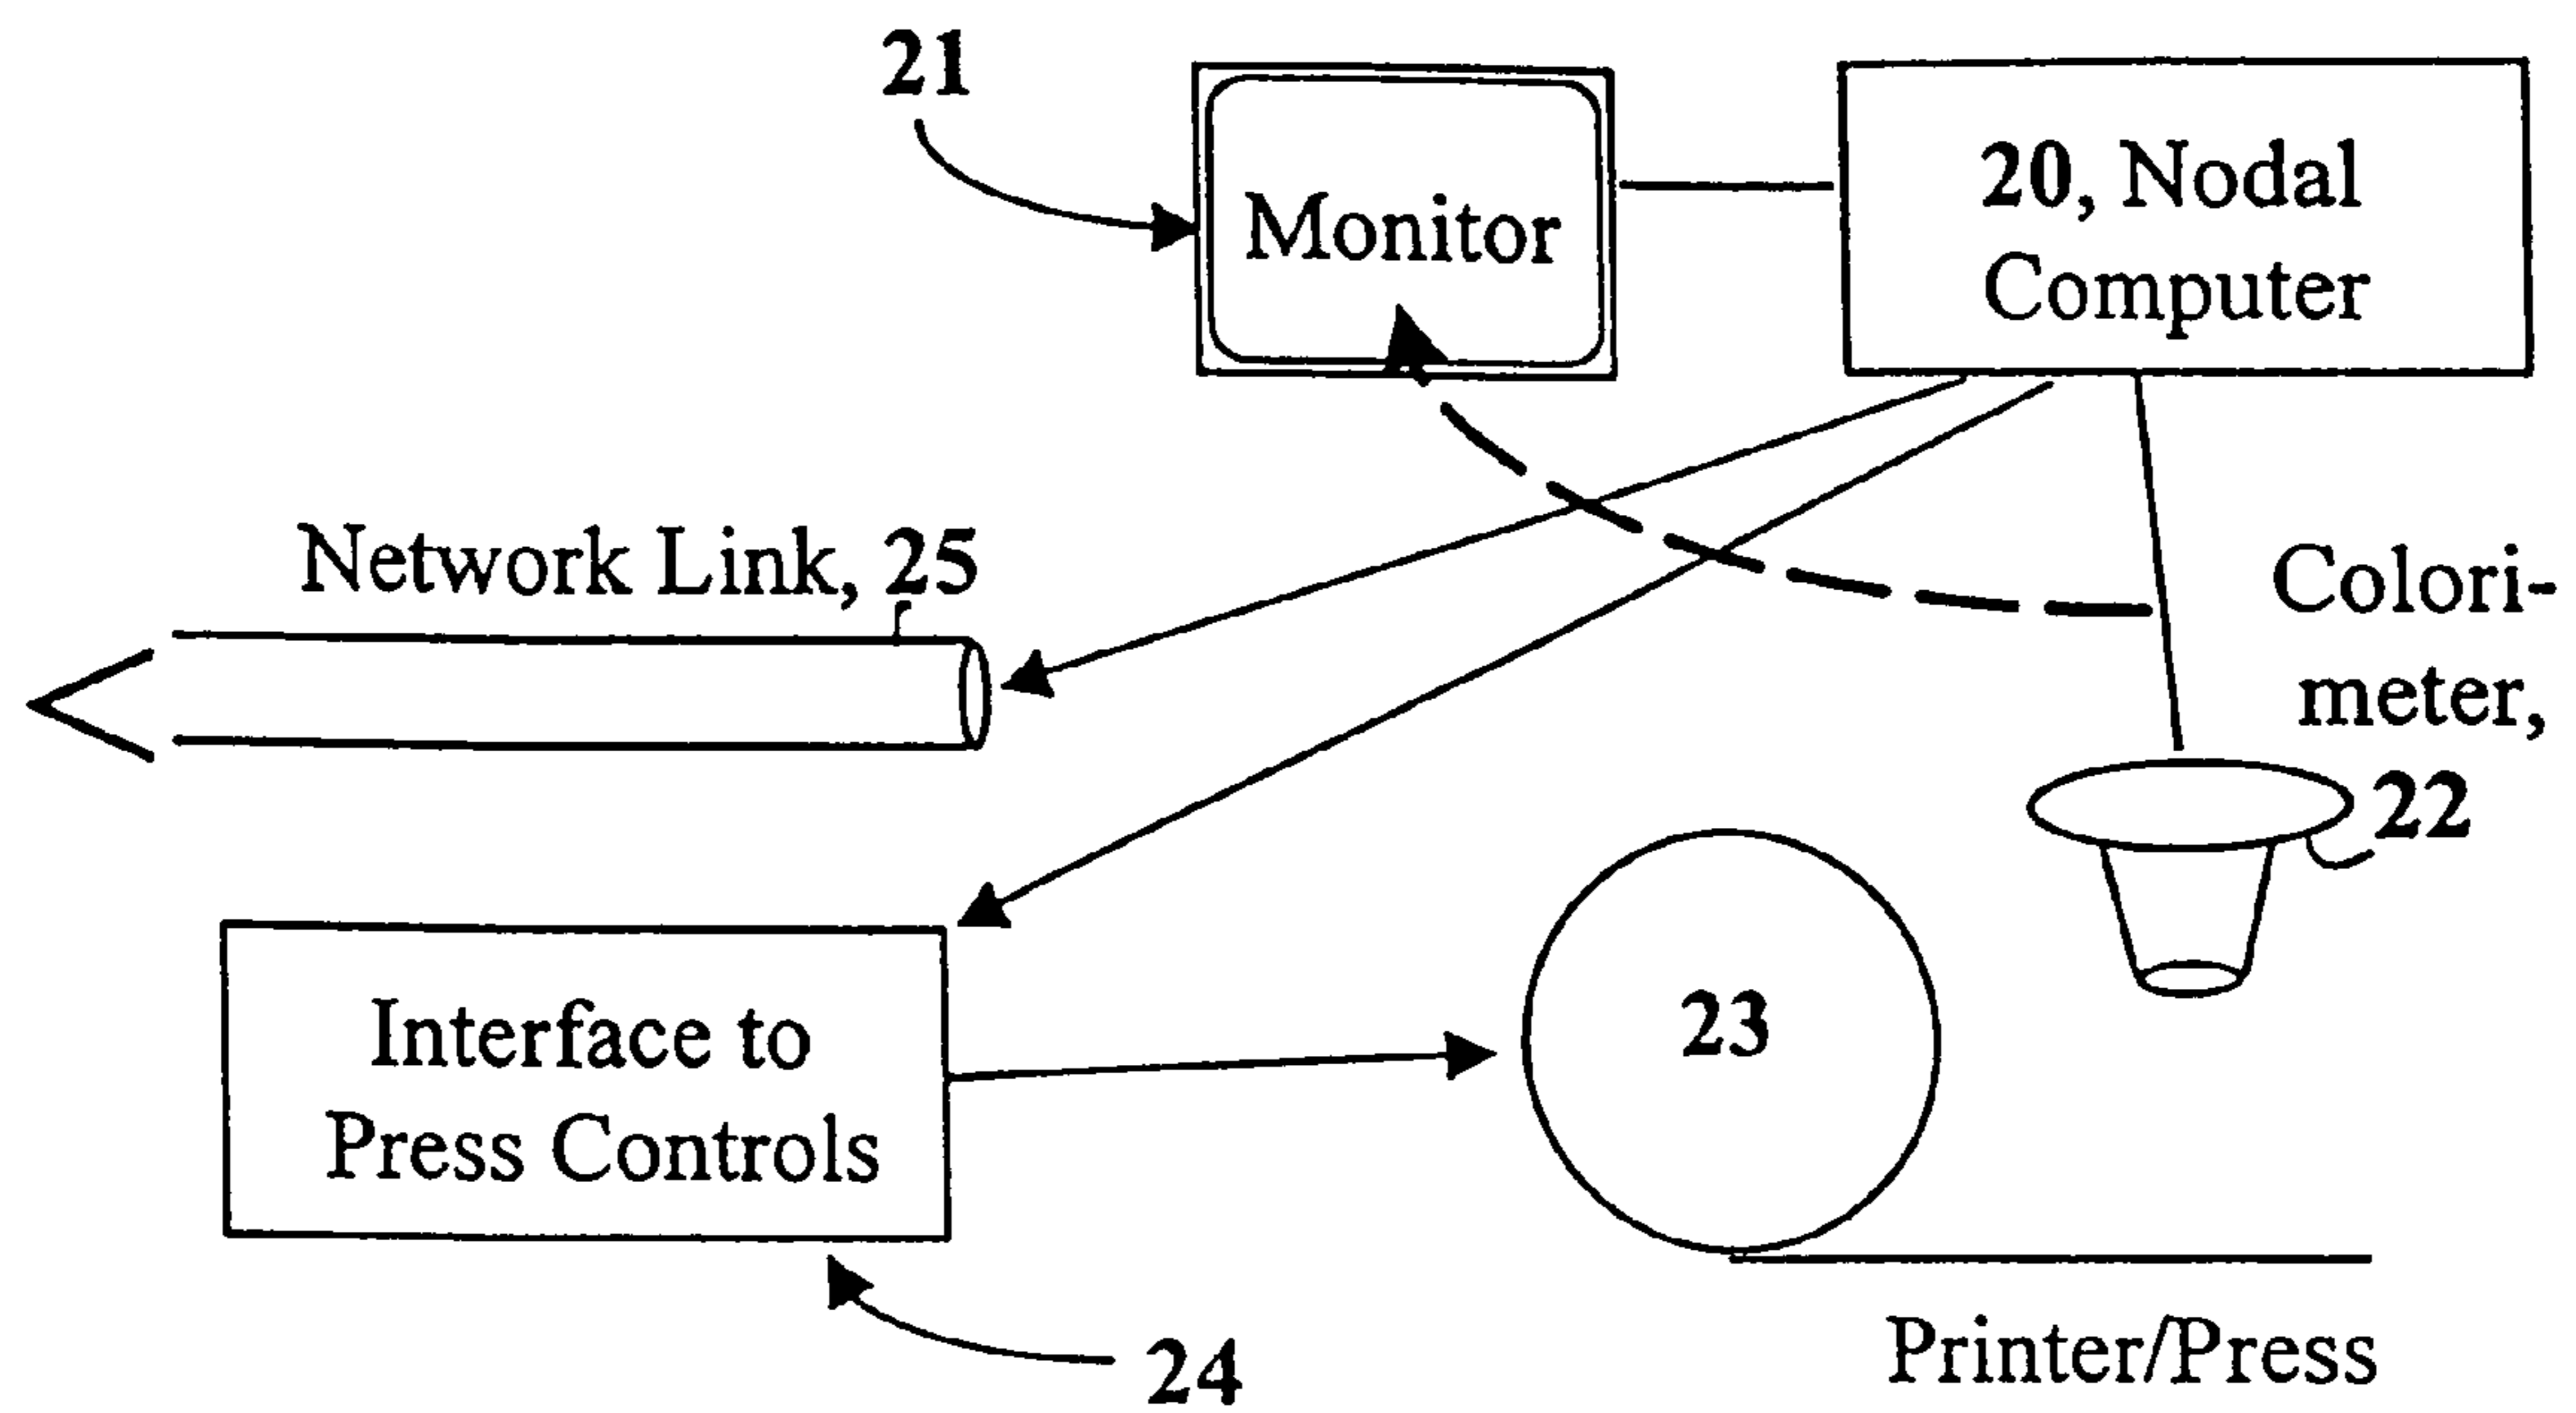 21
Monitor
20, Nodal
Computer
Network Link, 25
Colori-
meter,
22
Interface to
Press Controls
23
24
Printer/Press